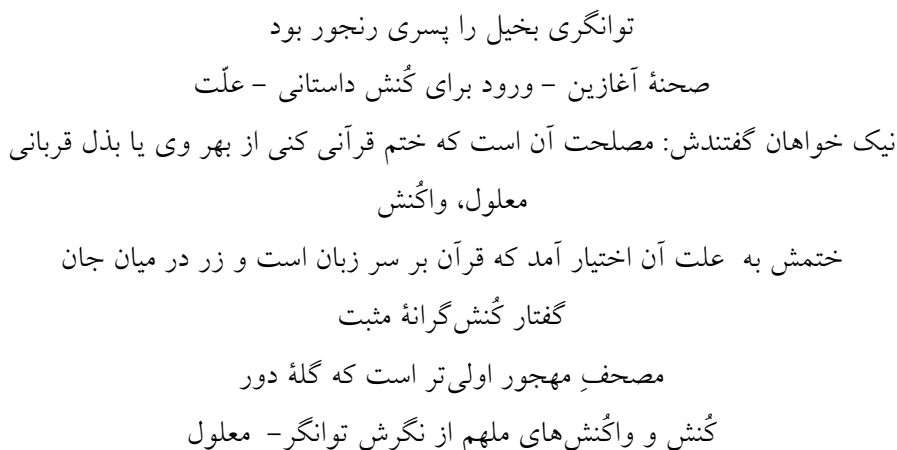 توانگری بخیل را پسری رنجور بود
صحنهٔ آغازین – ورود برای کُنش داستانی – علّت
نیک خواهان گفتندش: مصلحت آن است که ختم قرآنی کنی از بهر وی یا بذل قربانی
معلول، واکُنش
ختمش به علت آن اختیار آمد که قرآن بر سر زبان است و زر در میان جان
گفتار کُنش‌گرانهٔ مثبت
مصحفِ مهجور اولی‌تر است که گلهٔ دور
کُنش و واکُنش‌های ملهم از نگرش توانگر– معلول